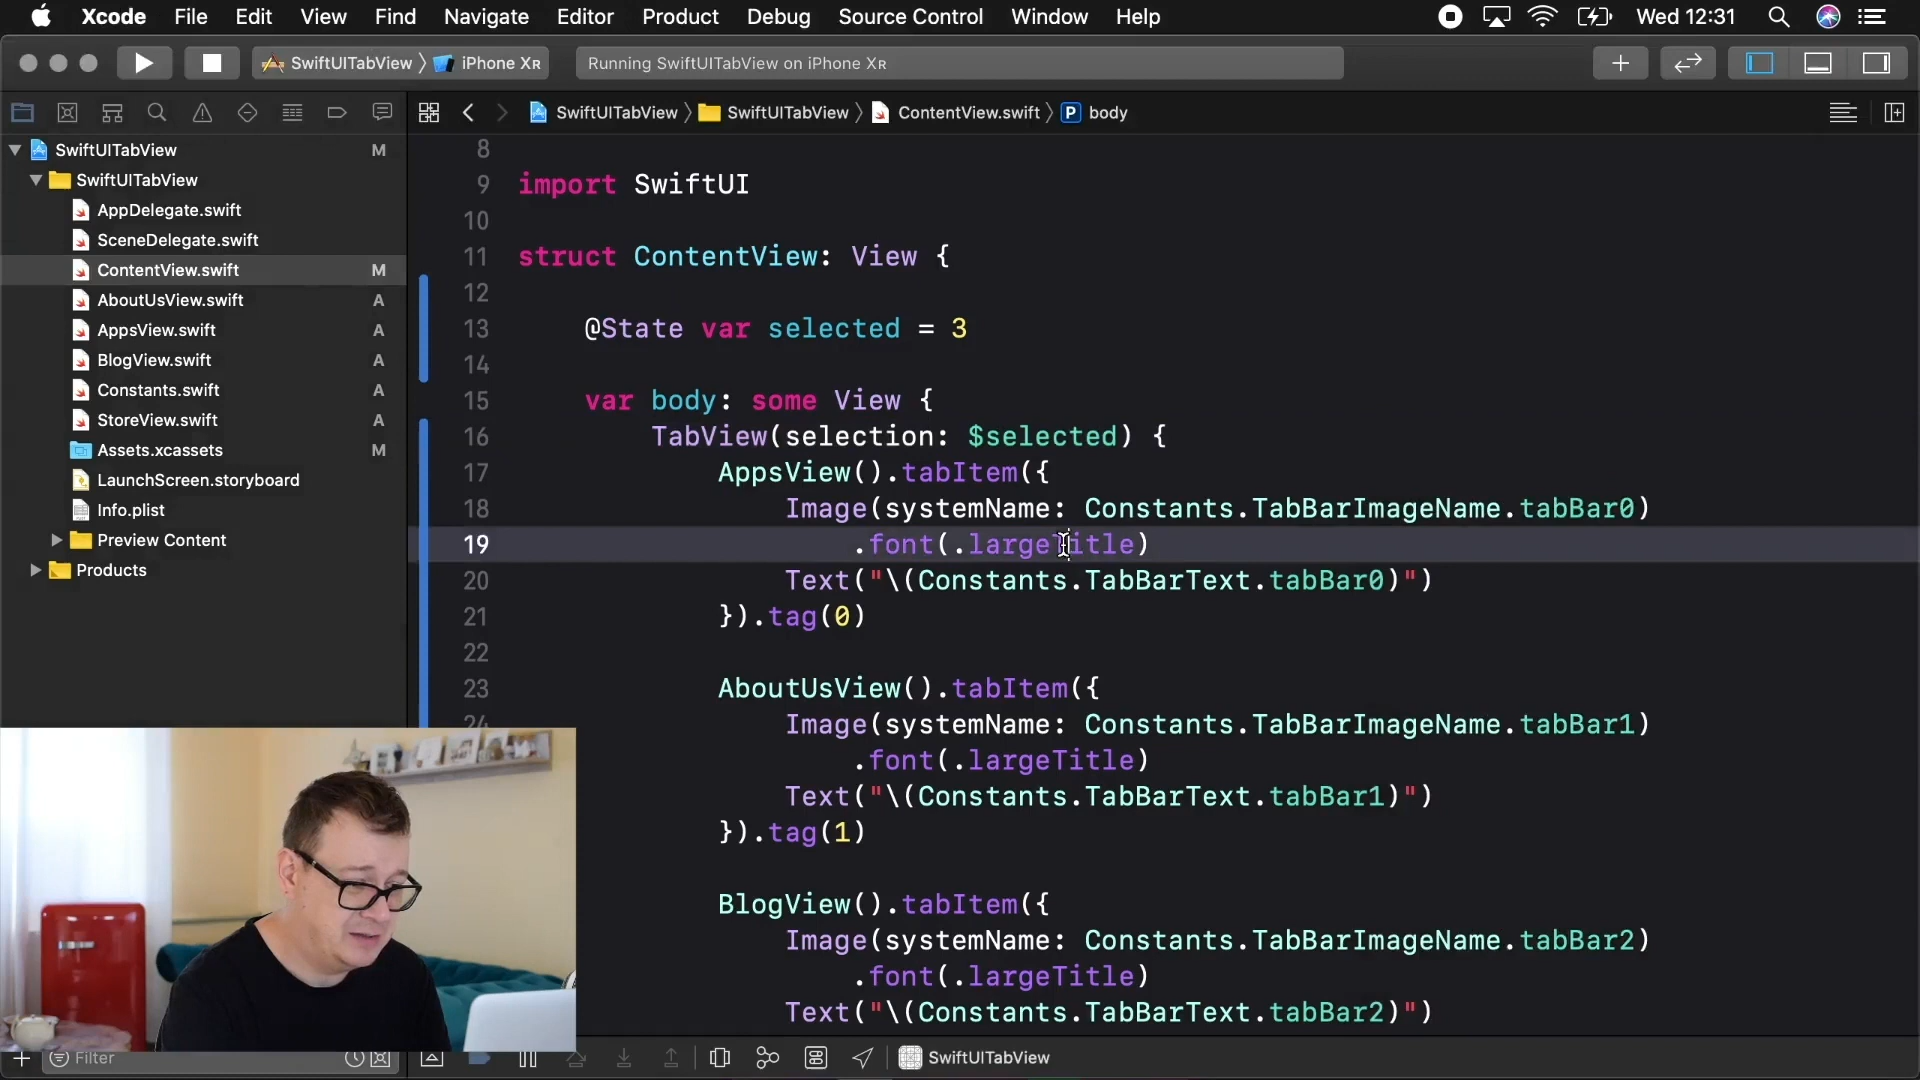 Xcode File Edit View Find Navigate Editor Product Debug Source Control Window Help Wed 12:31
SwiftUITabView iPhone XR Running SwiftUITabView on iPhone XR
SwiftUITabView SwiftUITabView ContentView.swift P body
SwiftUITabView M
SwiftUITabView
AppDelegate.swift
SceneDelegate.swift
ContentView.swift M
AboutUsView.swift A
AppsView.swift A
BlogView.swift A
Constants.swift A
StoreView.swift A
Assets.xcassets M
LaunchScreen.storyboard
Info.plist
Preview Content
Products
8
9 import SwiftUI
10
11 struct ContentView: View {
12
13 @State var selected = 3
14
15 var body: some View {
16 TabView(selection: $selected) {
17 AppsView().tabItem({
18 Image(systemName: Constants.TabBarImageName.tabBar0)
19 .font(.largeTitle)
20 Text("\(Constants.TabBarText.tabBar0)")
21 }).tag(0)
22
23 AboutUsView().tabItem({
24 Image(systemName: Constants.TabBarImageName.tabBar1)
.font(.largeTitle)
Text("\(Constants.TabBarText.tabBar1)")
}).tag(1)
BlogView().tabItem({
Image(systemName: Constants.TabBarImageName.tabBar2)
.font(.largeTitle)
Text("\(Constants.TabBarText.tabBar2)")
Filter SwiftUITabView